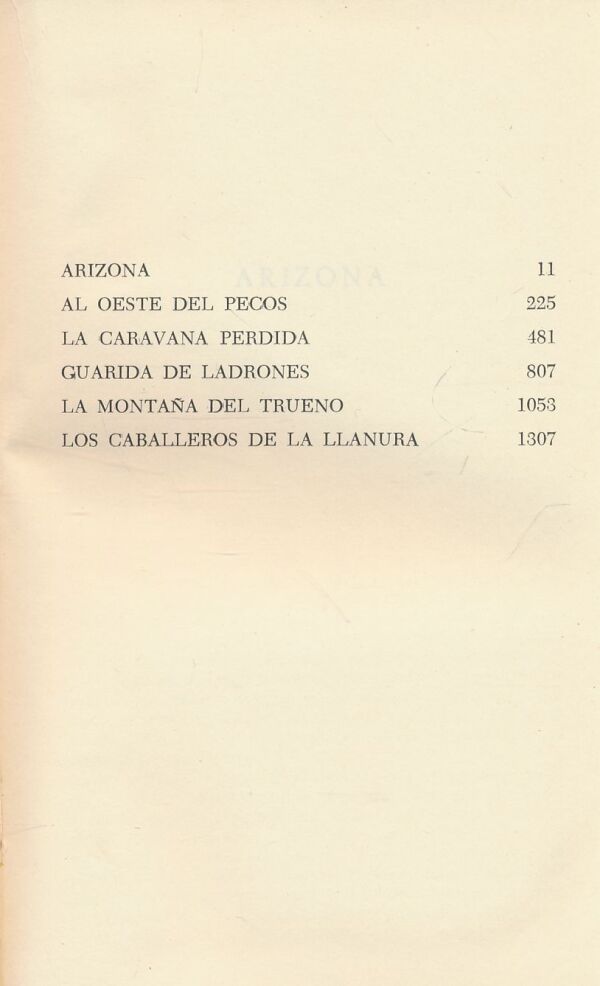 ARIZONA 11
AL OESTE DEL PECOS 225
LA CARAVANA PERDIDA 481
GUARIDA DE LADRONES 807
LA MONTAÑA DEL TRUENO 1053
LOS CABALLEROS DE LA LLANURA 1307